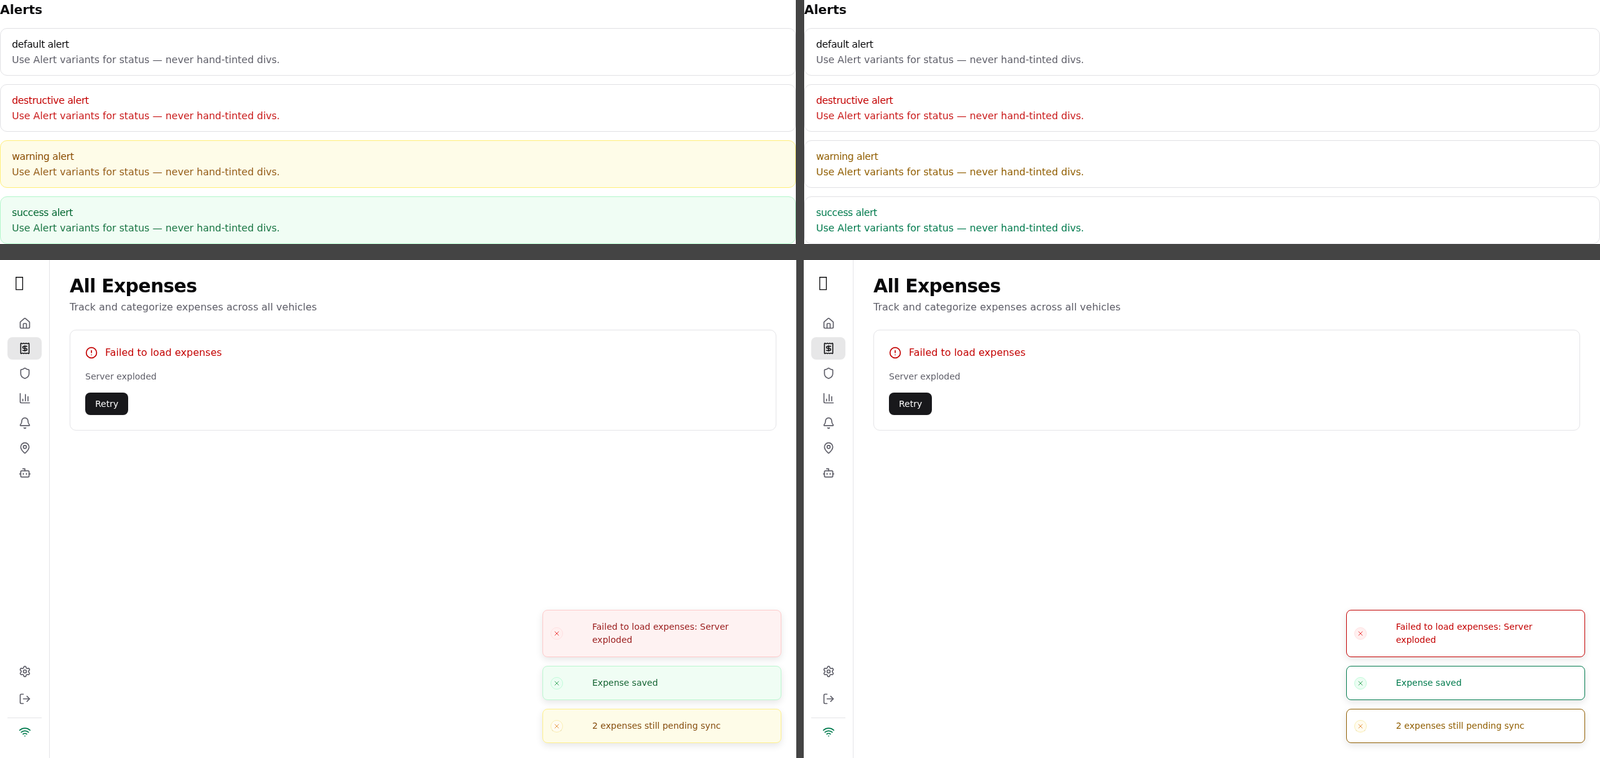 Alerts
default alert
Use Alert variants for status — never hand-tinted divs.
destructive alert
Use Alert variants for status — never hand-tinted divs.
warning alert
Use Alert variants for status — never hand-tinted divs.
success alert
Use Alert variants for status — never hand-tinted divs.
Alerts
default alert
Use Alert variants for status — never hand-tinted divs.
destructive alert
Use Alert variants for status — never hand-tinted divs.
warning alert
Use Alert variants for status — never hand-tinted divs.
success alert
Use Alert variants for status — never hand-tinted divs.
All Expenses
Track and categorize expenses across all vehicles
Failed to load expenses
Server exploded
Retry
Failed to load expenses: Server
exploded
Expense saved
2 expenses still pending sync
All Expenses
Track and categorize expenses across all vehicles
Failed to load expenses
Server exploded
Retry
Failed to load expenses: Server
exploded
Expense saved
2 expenses still pending sync